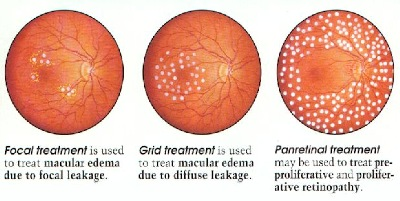 Focal treatment is used
to treat macular edema
due to focal leakage.
Grid treatment is used
to treat macular edema
due to diffuse leakage.
Panretinal treatment
may be used to treat pre-
proliferative and prolifer-
ative retinopathy.